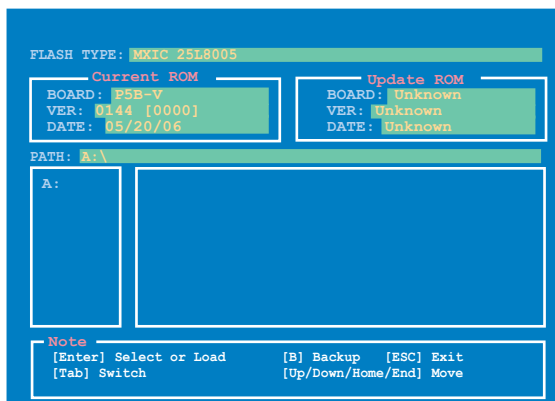 FLASH TYPE: MXIC 25L8005
Current ROM
BOARD: P5B-V
VER: 0144 [0000]
DATE: 05/20/06
Update ROM
BOARD: Unknown
VER: Unknown
DATE: Unknown
PATH: A:\
A:
Note
[Enter] Select or Load [B] Backup [ESC] Exit
[Tab] Switch [Up/Down/Home/End] Move